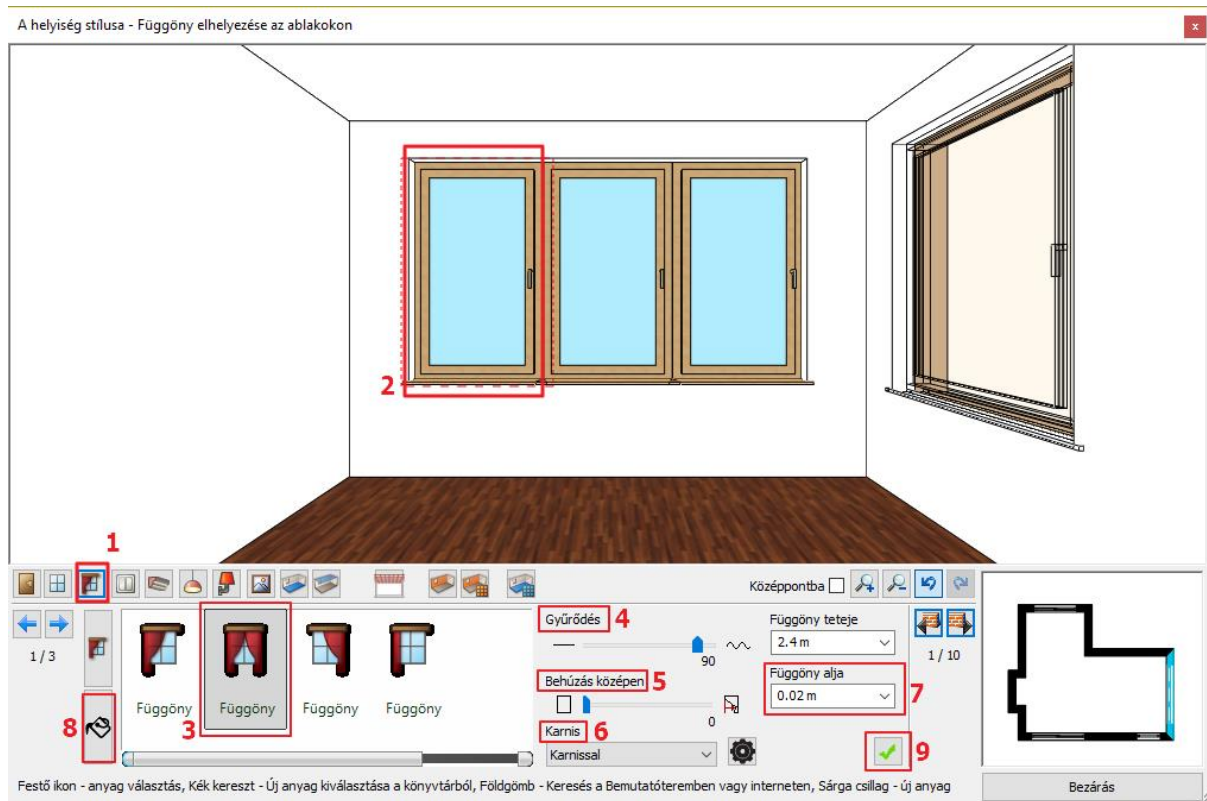 A helyiség stílusa - Függöny elhelyezése az ablakokon
x
2
1
Középpontba
1 / 3
8
Függöny
3
Függöny
Függöny
Függöny
Gyűrődés
4
90
Behúzás középen
5
0
Karnis
6
Karnissal
Függöny teteje
2.4 m
Függöny alja
0.02 m
7
9
1 / 10
Festő ikon - anyag választás, Kék kereszt - Új anyag kiválasztása a könyvtárból, Földgömb - Keresés a Bemutatóteremben vagy interneten, Sárga csillag - új anyag
Bezárás